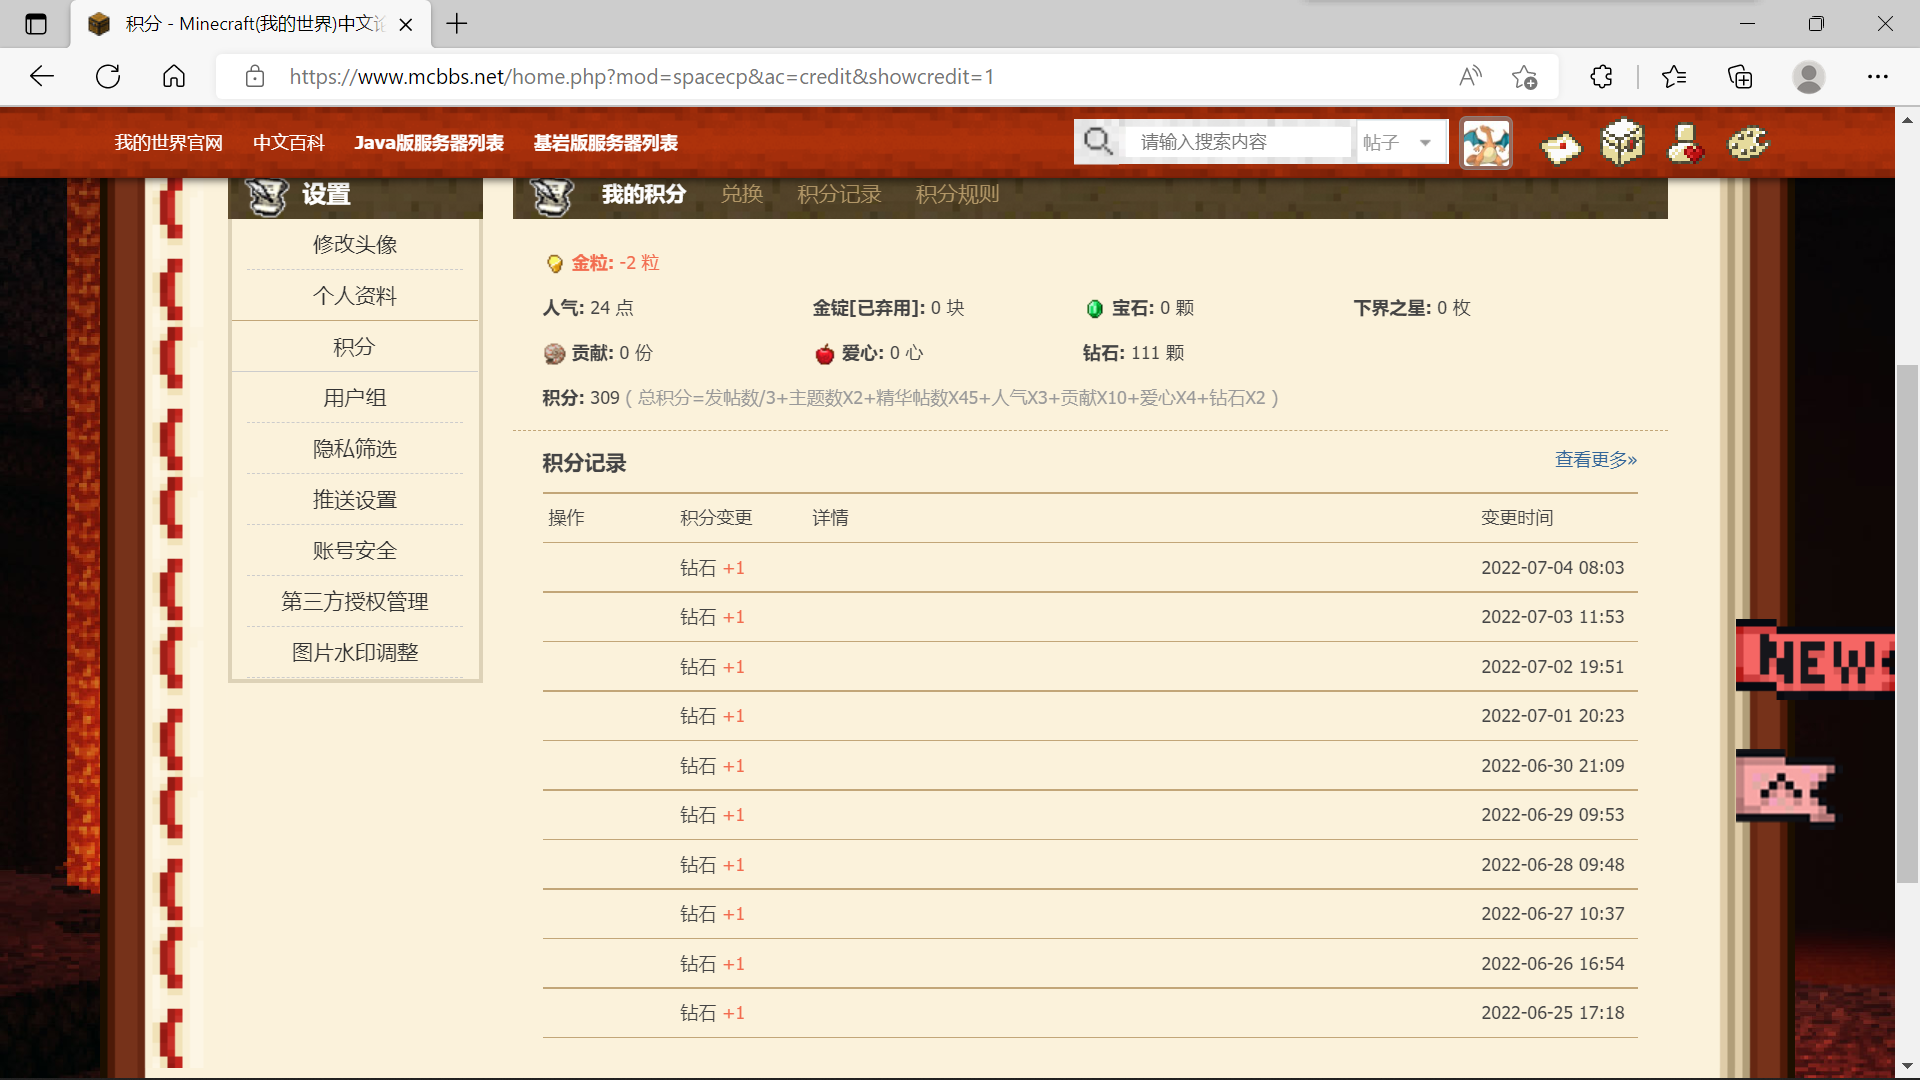 积分 - Minecraft(我的世界)中文论
https://www.mcbbs.net/home.php?mod=spacecp&ac=credit&showcredit=1
我的世界官网 中文百科 Java版服务器列表 基岩版服务器列表 请输入搜索内容 帖子
设置 我的积分 兑换 积分记录 积分规则
修改头像
个人资料
积分
用户组
隐私筛选
推送设置
账号安全
第三方授权管理
图片水印调整
金粒: -2 粒
人气: 24 点 金锭[已弃用]: 0 块 宝石: 0 颗 下界之星: 0 枚
贡献: 0 份 爱心: 0 心 钻石: 111 颗
积分: 309 ( 总积分=发帖数/3+主题数X2+精华帖数X45+人气X3+贡献X10+爱心X4+钻石X2 )
积分记录 查看更多»
操作 积分变更 详情 变更时间
钻石 +1 2022-07-04 08:03
钻石 +1 2022-07-03 11:53
钻石 +1 2022-07-02 19:51
钻石 +1 2022-07-01 20:23
钻石 +1 2022-06-30 21:09
钻石 +1 2022-06-29 09:53
钻石 +1 2022-06-28 09:48
钻石 +1 2022-06-27 10:37
钻石 +1 2022-06-26 16:54
钻石 +1 2022-06-25 17:18
NEW